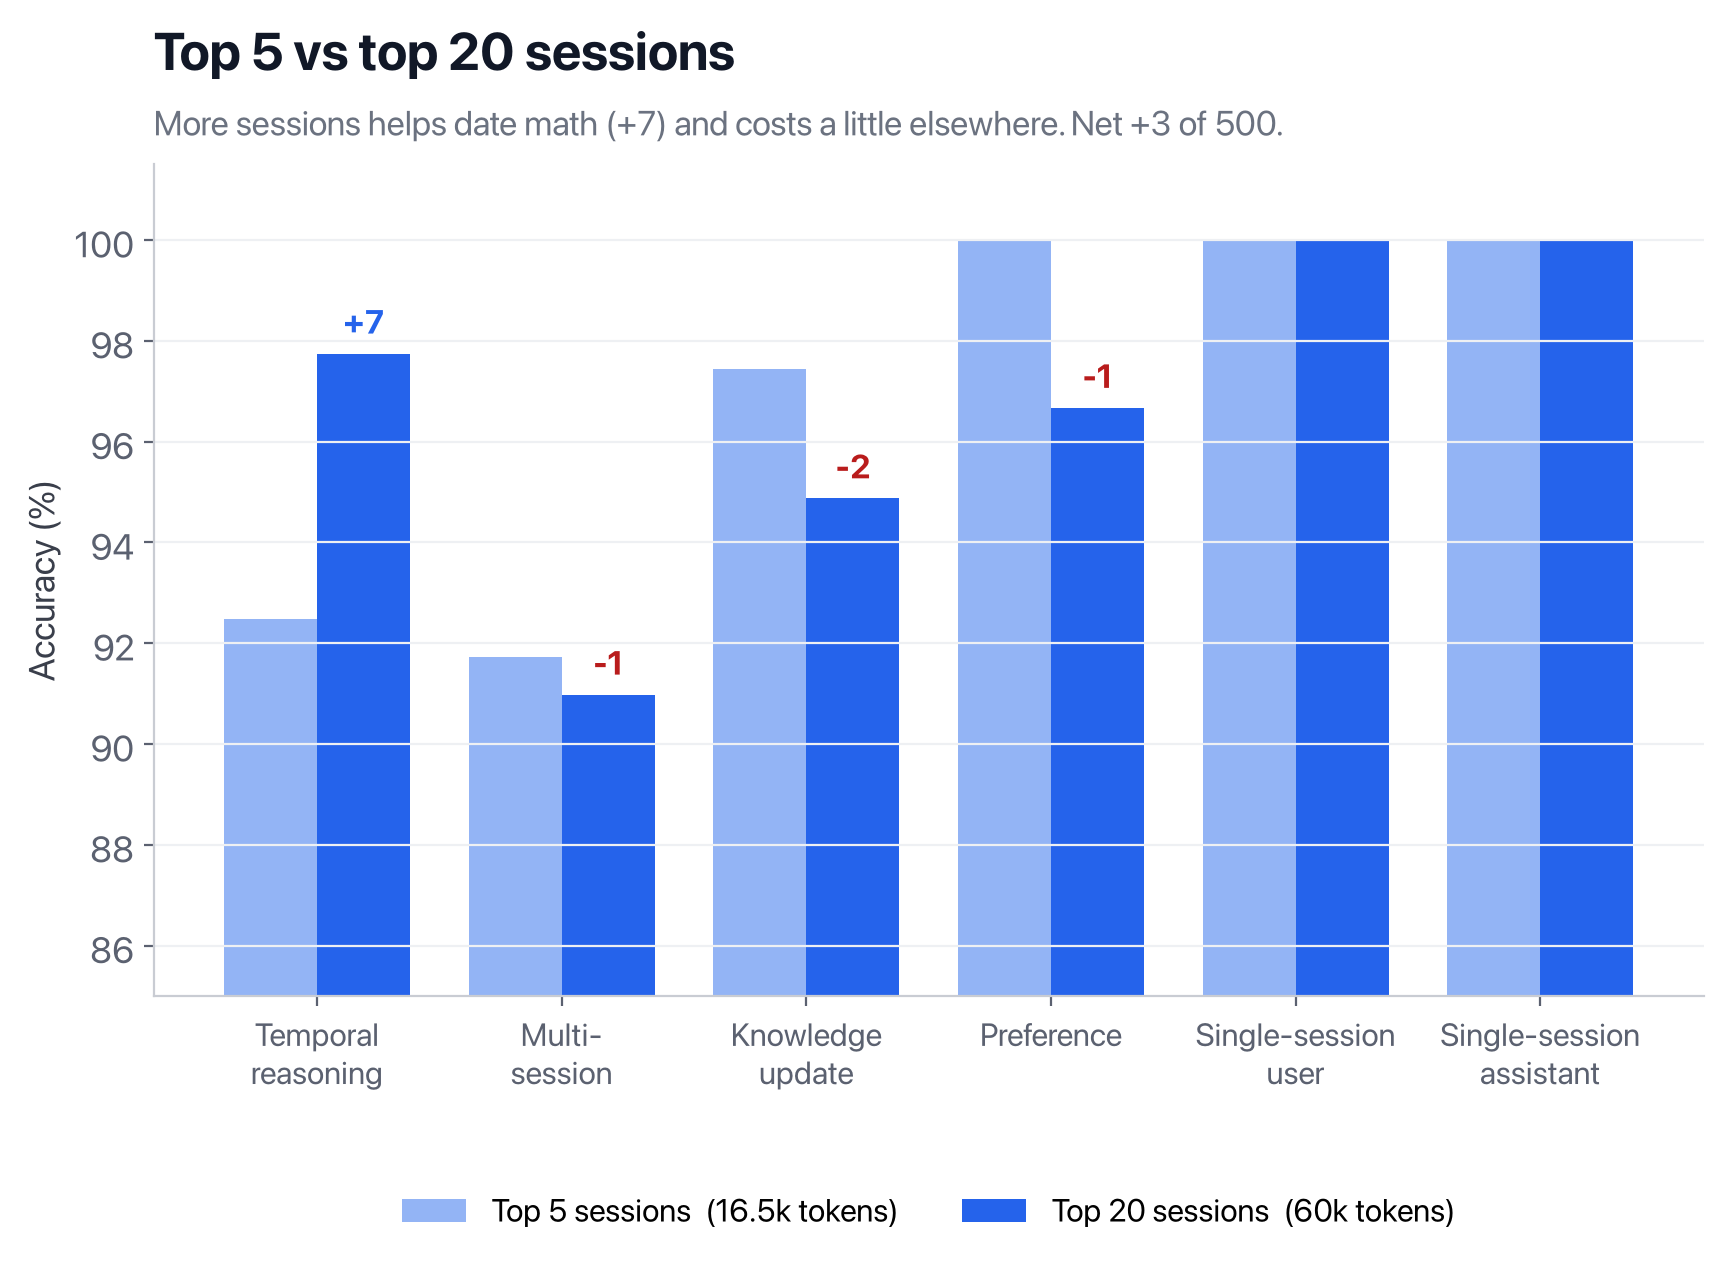 Top 5 vs top 20 sessions
More sessions helps date math (+7) and costs a little elsewhere. Net +3 of 500.
Accuracy (%)
100
98
96
94
92
90
88
86
+7
-1
-2
-1
Temporal
reasoning
Multi-
session
Knowledge
update
Preference
Single-session
user
Single-session
assistant
Top 5 sessions (16.5k tokens)
Top 20 sessions (60k tokens)